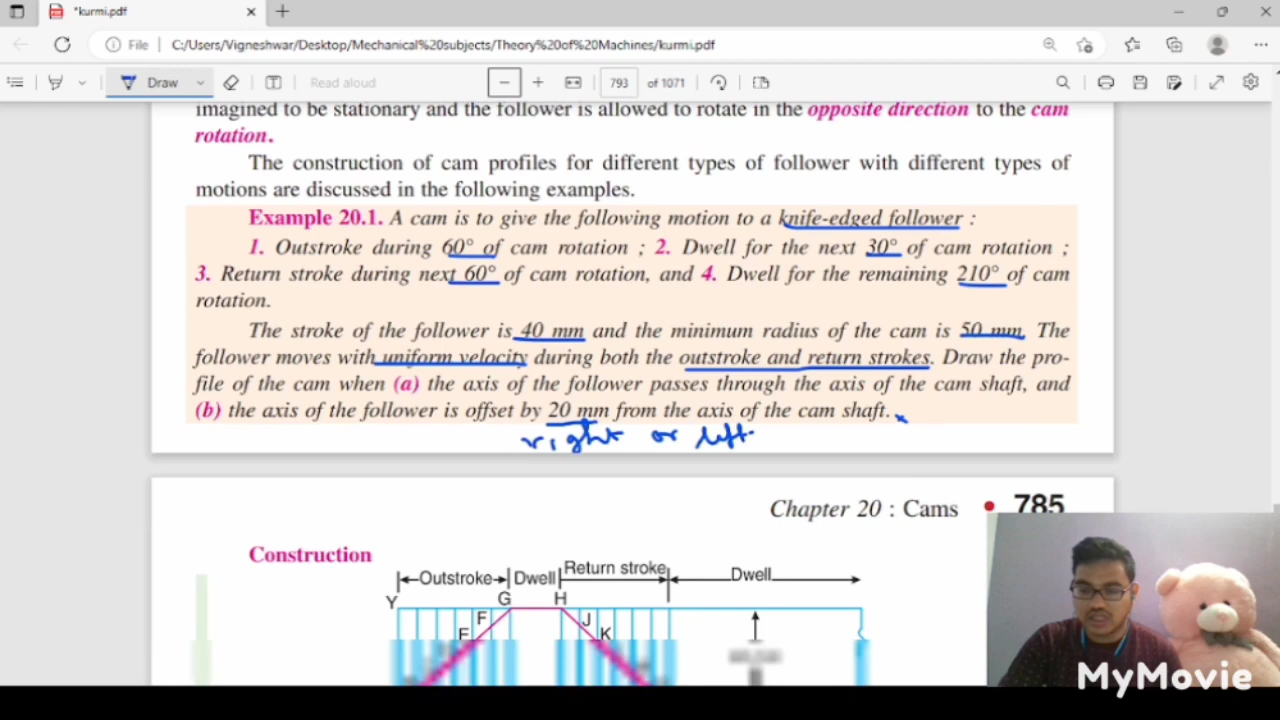 *kurmi.pdf
File C:/Users/Vigneshwar/Desktop/Mechanical%20subjects/Theory%20of%20Machines/kurmi.pdf
Draw Read aloud 793 of 1071
imagined to be stationary and the follower is allowed to rotate in the opposite direction to the cam
rotation.
The construction of cam profiles for different types of follower with different types of
motions are discussed in the following examples.
Example 20.1. A cam is to give the following motion to a knife-edged follower :
1. Outstroke during 60° of cam rotation ; 2. Dwell for the next 30° of cam rotation ;
3. Return stroke during next 60° of cam rotation, and 4. Dwell for the remaining 210° of cam
rotation.
The stroke of the follower is 40 mm and the minimum radius of the cam is 50 mm. The
follower moves with uniform velocity during both the outstroke and return strokes. Draw the pro-
file of the cam when (a) the axis of the follower passes through the axis of the cam shaft, and
(b) the axis of the follower is offset by 20 mm from the axis of the cam shaft.
right or left
Chapter 20 : Cams • 785
Construction
Outstroke Dwell Return stroke Dwell
Y G H
F J
E K
MyMovie